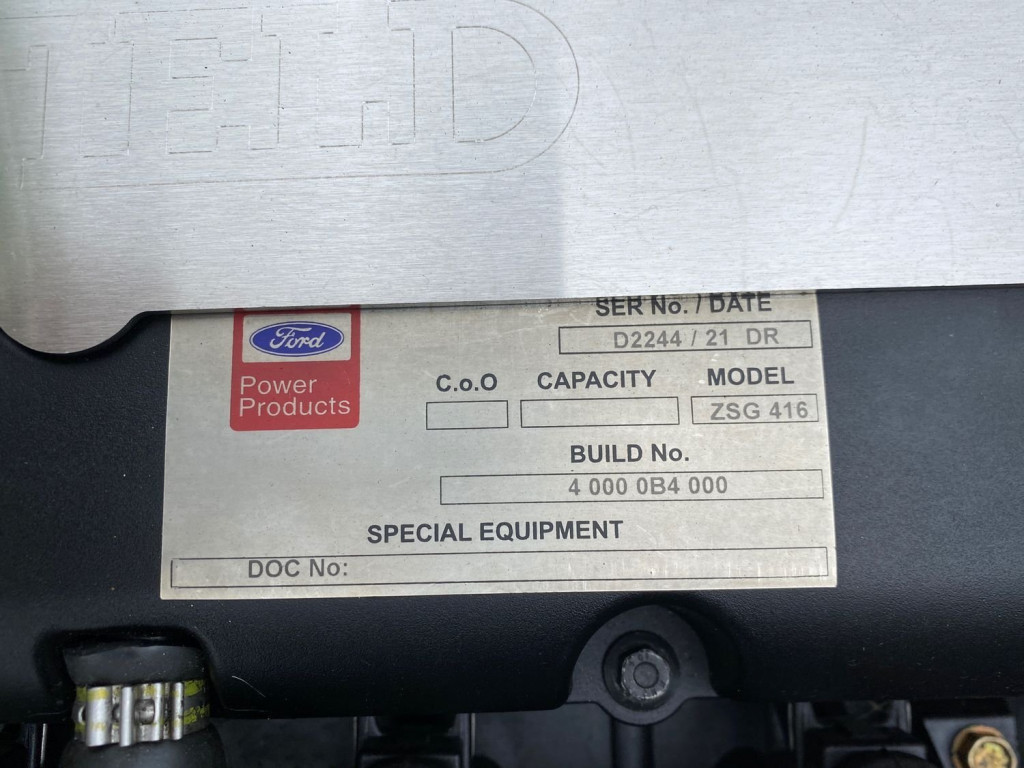 SER No. / DATE
D2244 / 21 DR
Ford
Power
Products
C.o.O CAPACITY MODEL
ZSG 416
BUILD No.
4 000 0B4 000
SPECIAL EQUIPMENT
DOC No: